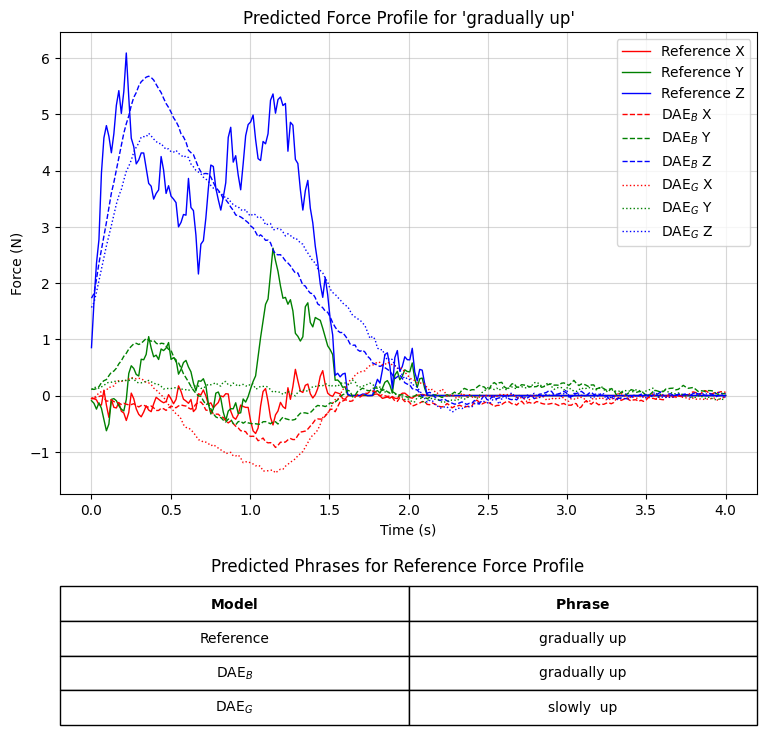 Predicted Force Profile for 'gradually up'
Reference X
Reference Y
Reference Z
DAE_B X
DAE_B Y
DAE_B Z
DAE_G X
DAE_G Y
DAE_G Z
Force (N)
6
5
4
3
2
1
0
−1
0.0 0.5 1.0 1.5 2.0 2.5 3.0 3.5 4.0
Time (s)
Predicted Phrases for Reference Force Profile
Model Phrase
Reference gradually up
DAE_B gradually up
DAE_G slowly  up